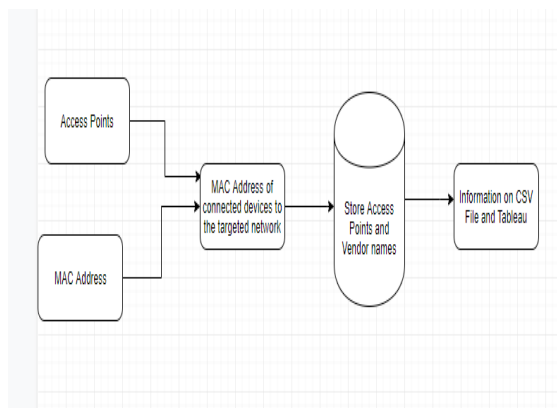 Access Points
MAC Address
MAC Address of
connected devices to
the targeted network
Store Access
Points and
Vendor names
Information on CSV
File and Tableau